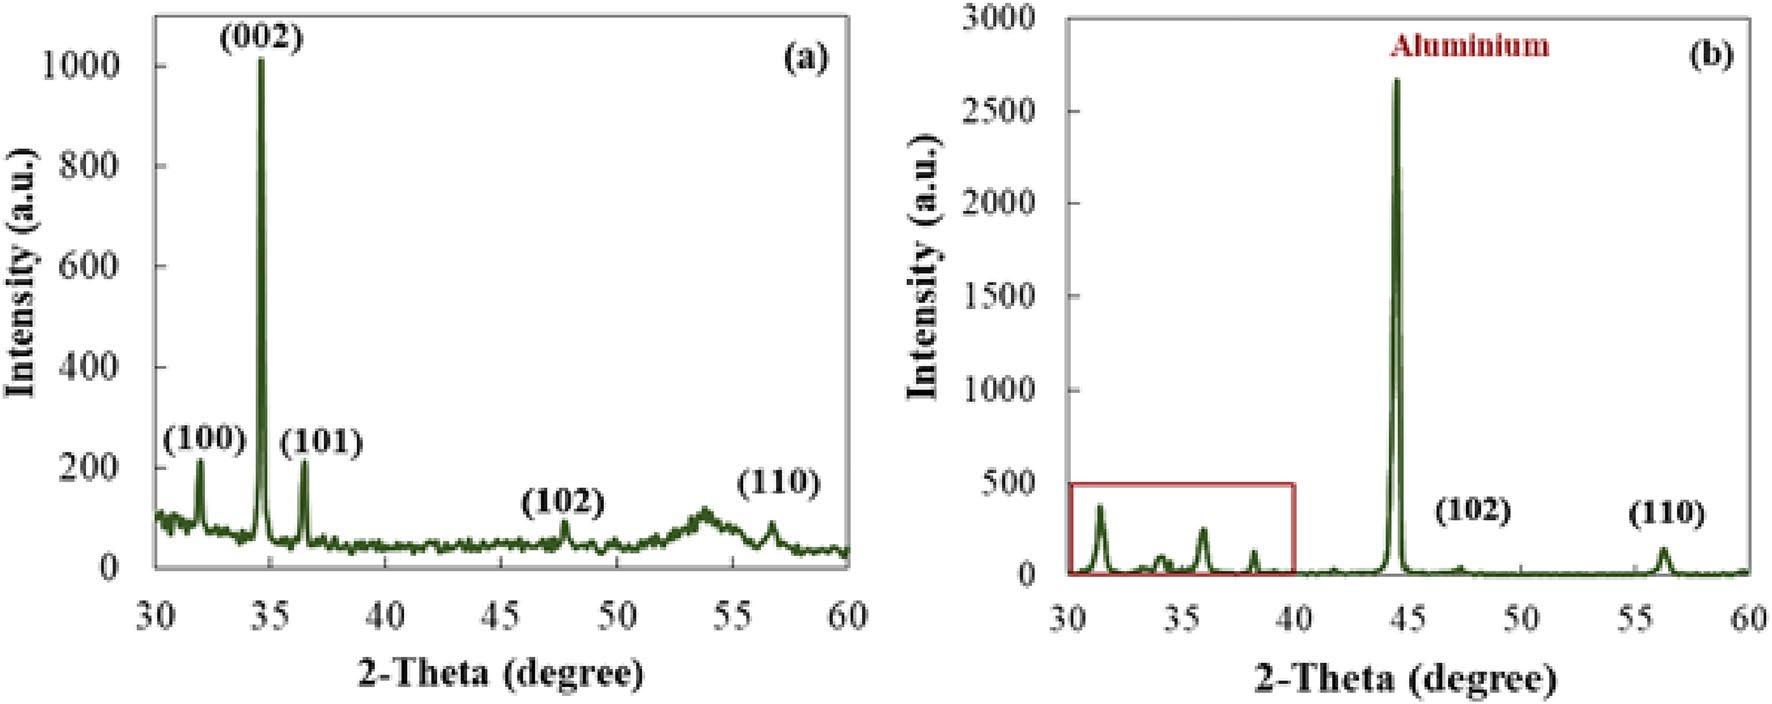 (002)
(a)
1000
800
600
400
200
0
(100)
(101)
(102)
(110)
30 35 40 45 50 55 60
2-Theta (degree)
Intensity (a.u.)
Aluminium
(b)
3000
2500
2000
1500
1000
500
0
(102)
(110)
30 35 40 45 50 55 60
2-Theta (degree)
Intensity (a.u.)